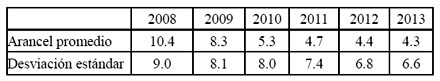 2008 2009 2010 2011 2012 2013
Arancel promedio 10.4 8.3 5.3 4.7 4.4 4.3
Desviación estándar 9.0 8.1 8.0 7.4 6.8 6.6